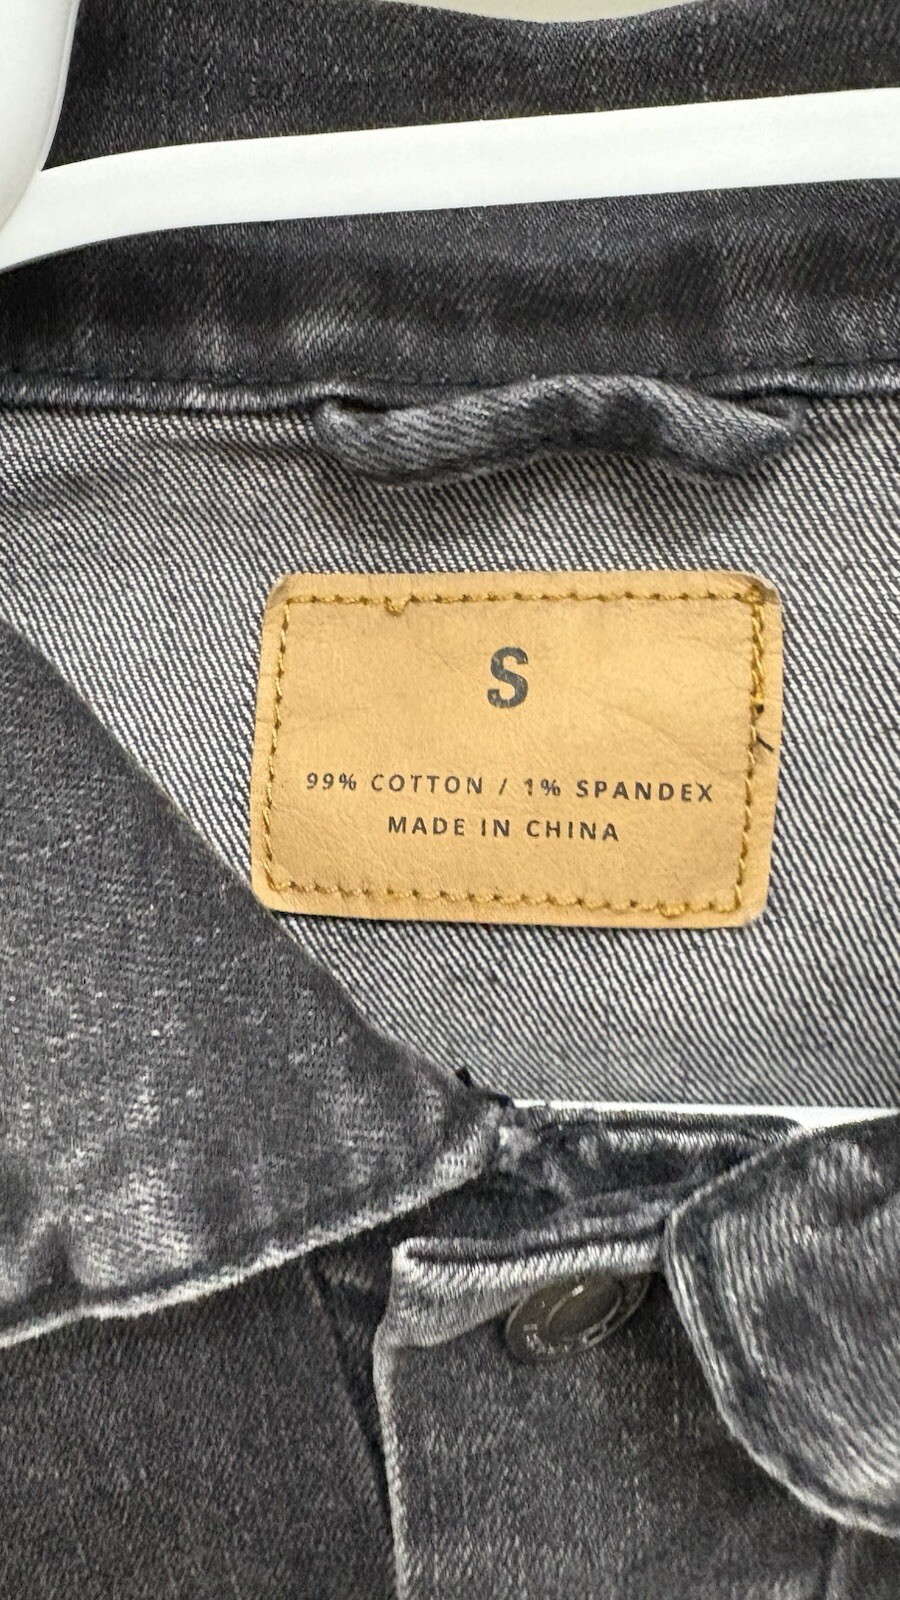 S
99% COTTON / 1% SPANDEX
MADE IN CHINA